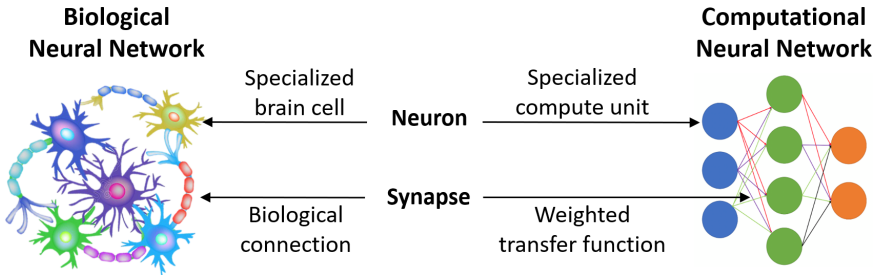 Biological
Neural Network
Computational
Neural Network
Specialized
brain cell
Neuron
Specialized
compute unit
Synapse
Biological
connection
Weighted
transfer function